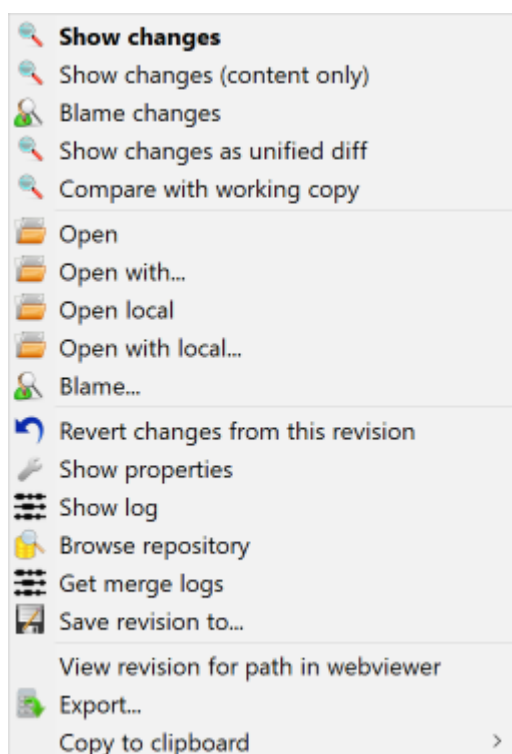 Show changes
Show changes (content only)
Blame changes
Show changes as unified diff
Compare with working copy
Open
Open with...
Open local
Open with local...
Blame...
Revert changes from this revision
Show properties
Show log
Browse repository
Get merge logs
Save revision to...
View revision for path in webviewer
Export...
Copy to clipboard